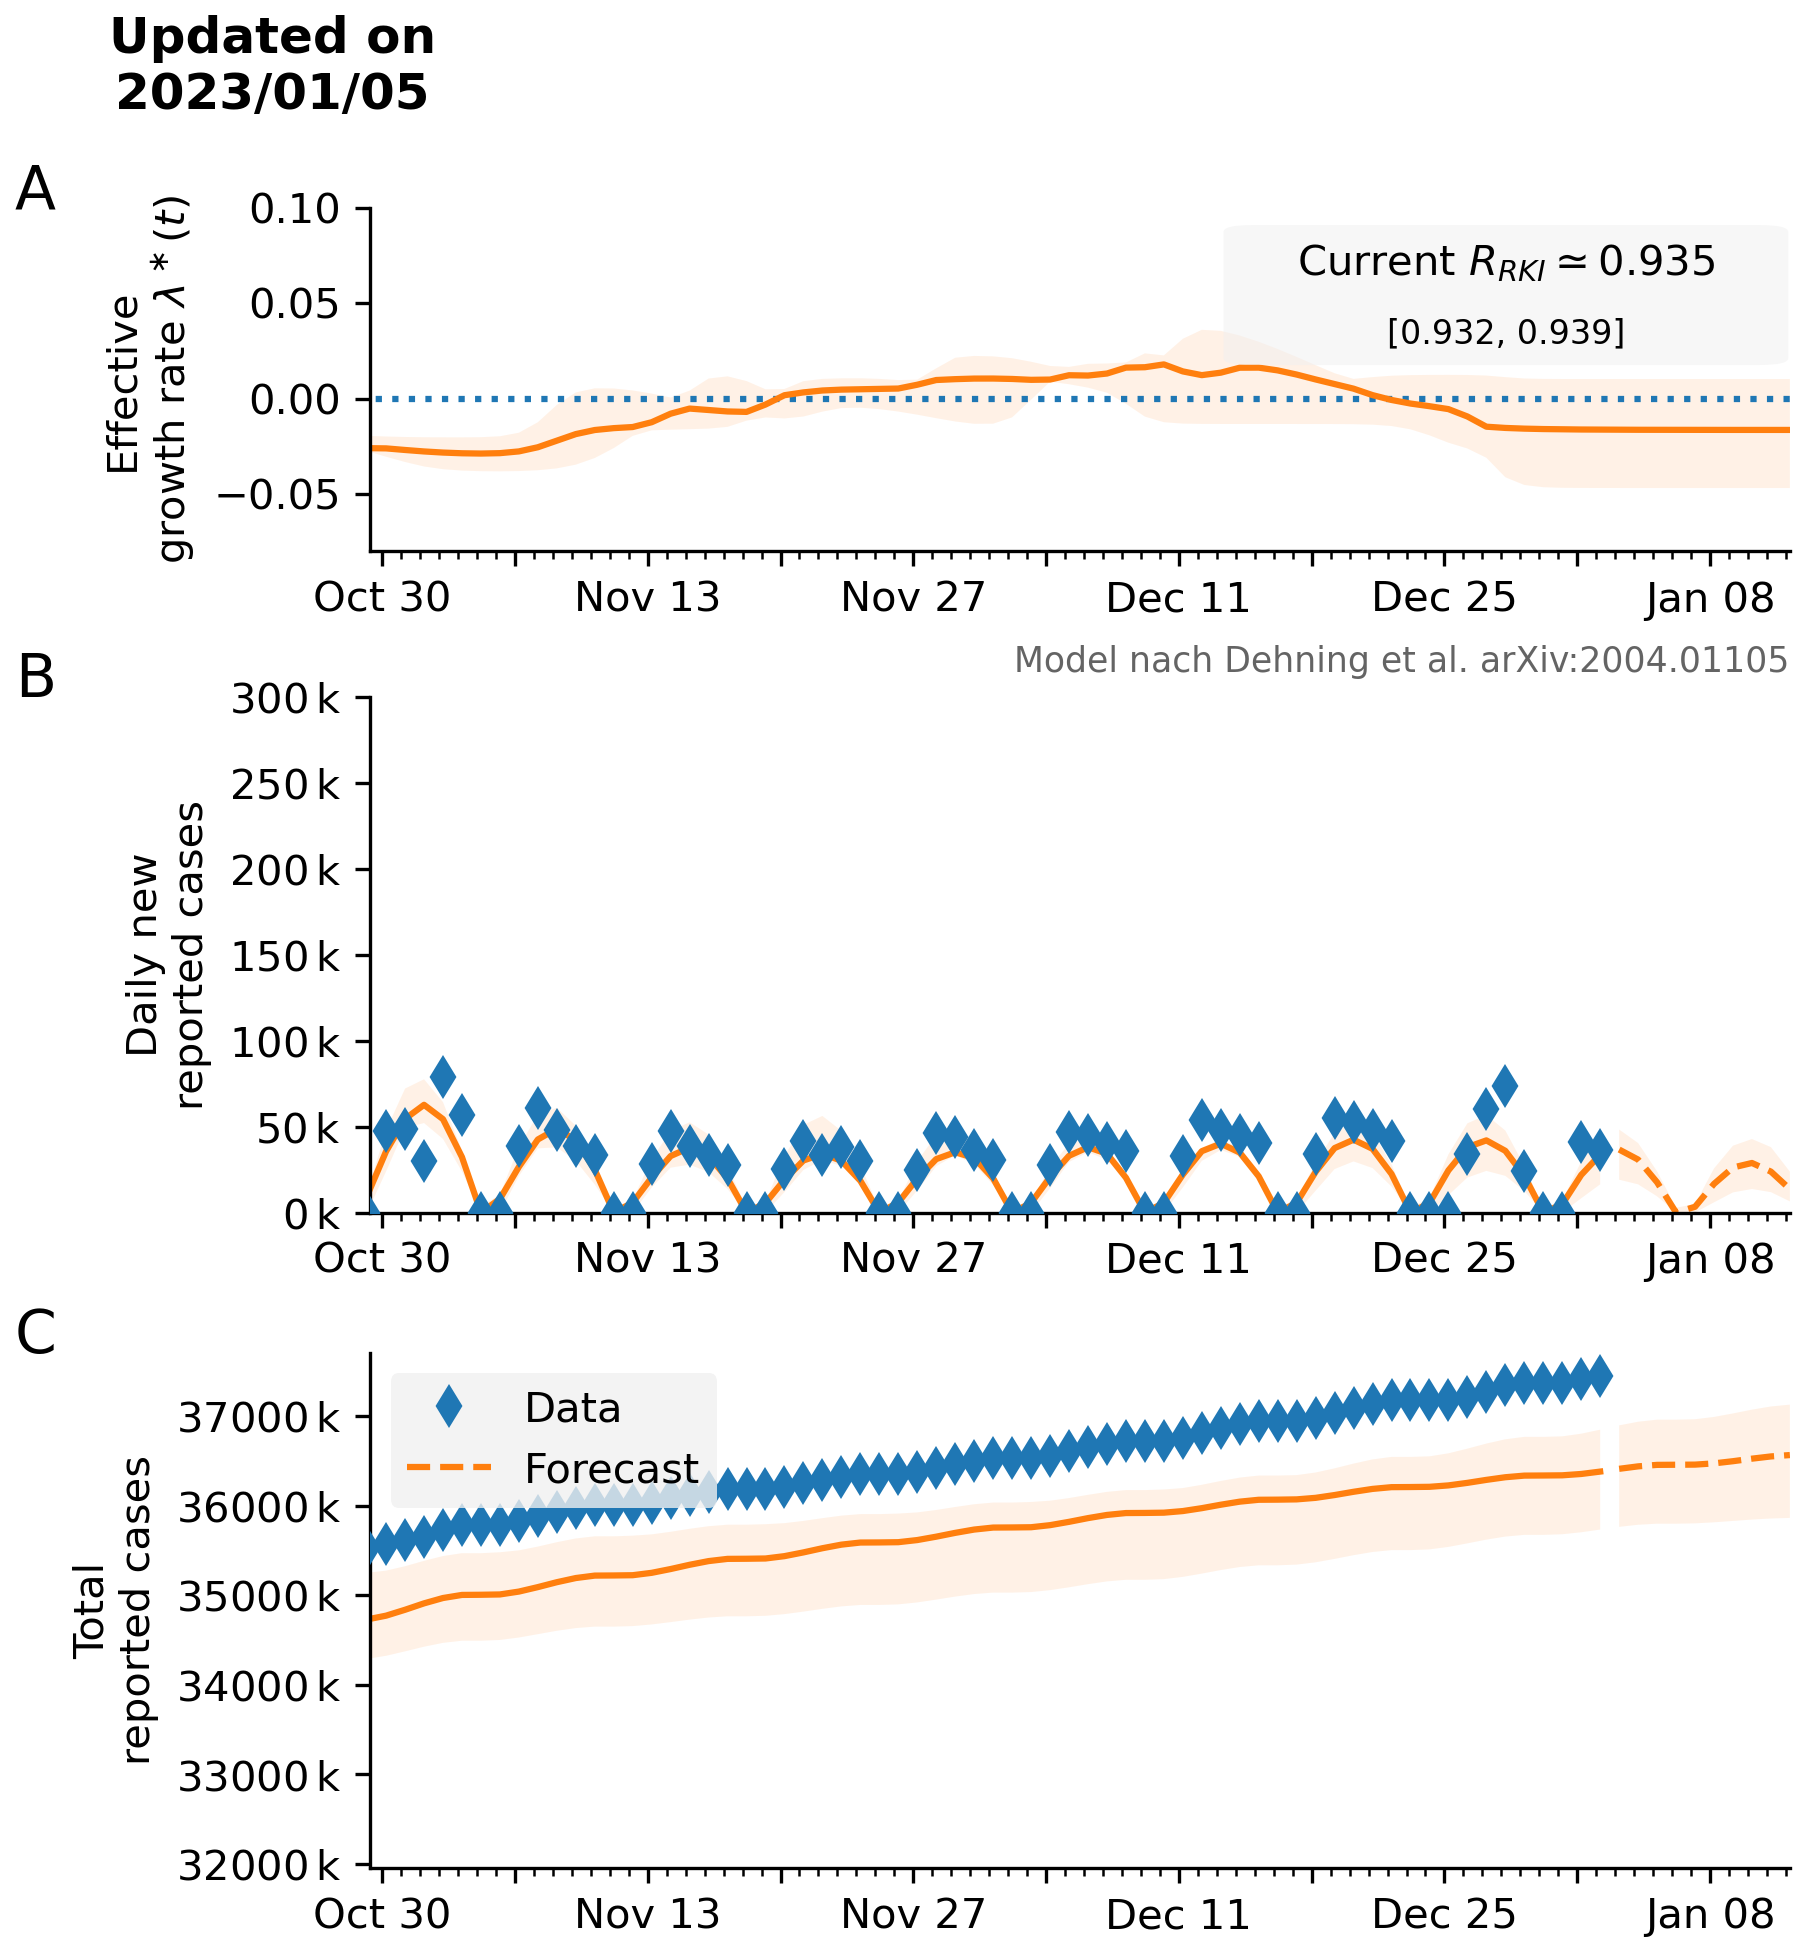 Updated on
2023/01/05
A
Effective
growth rate λ * (t)
0.10
0.05
0.00
−0.05
Current R_RKI ≃ 0.935
[0.932, 0.939]
Oct 30 Nov 13 Nov 27 Dec 11 Dec 25 Jan 08
Model nach Dehning et al. arXiv:2004.01105
B
Daily new
reported cases
300 k
250 k
200 k
150 k
100 k
50 k
0 k
Oct 30 Nov 13 Nov 27 Dec 11 Dec 25 Jan 08
C
Total
reported cases
37000 k
36000 k
35000 k
34000 k
33000 k
32000 k
Data
Forecast
Oct 30 Nov 13 Nov 27 Dec 11 Dec 25 Jan 08